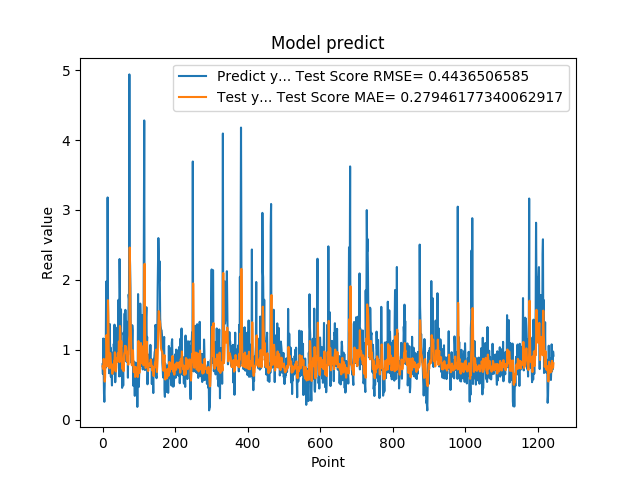 Model predict
Predict y... Test Score RMSE= 0.4436506585
Test y... Test Score MAE= 0.27946177340062917
5
4
3
2
1
0
Real value
0 200 400 600 800 1000 1200
Point